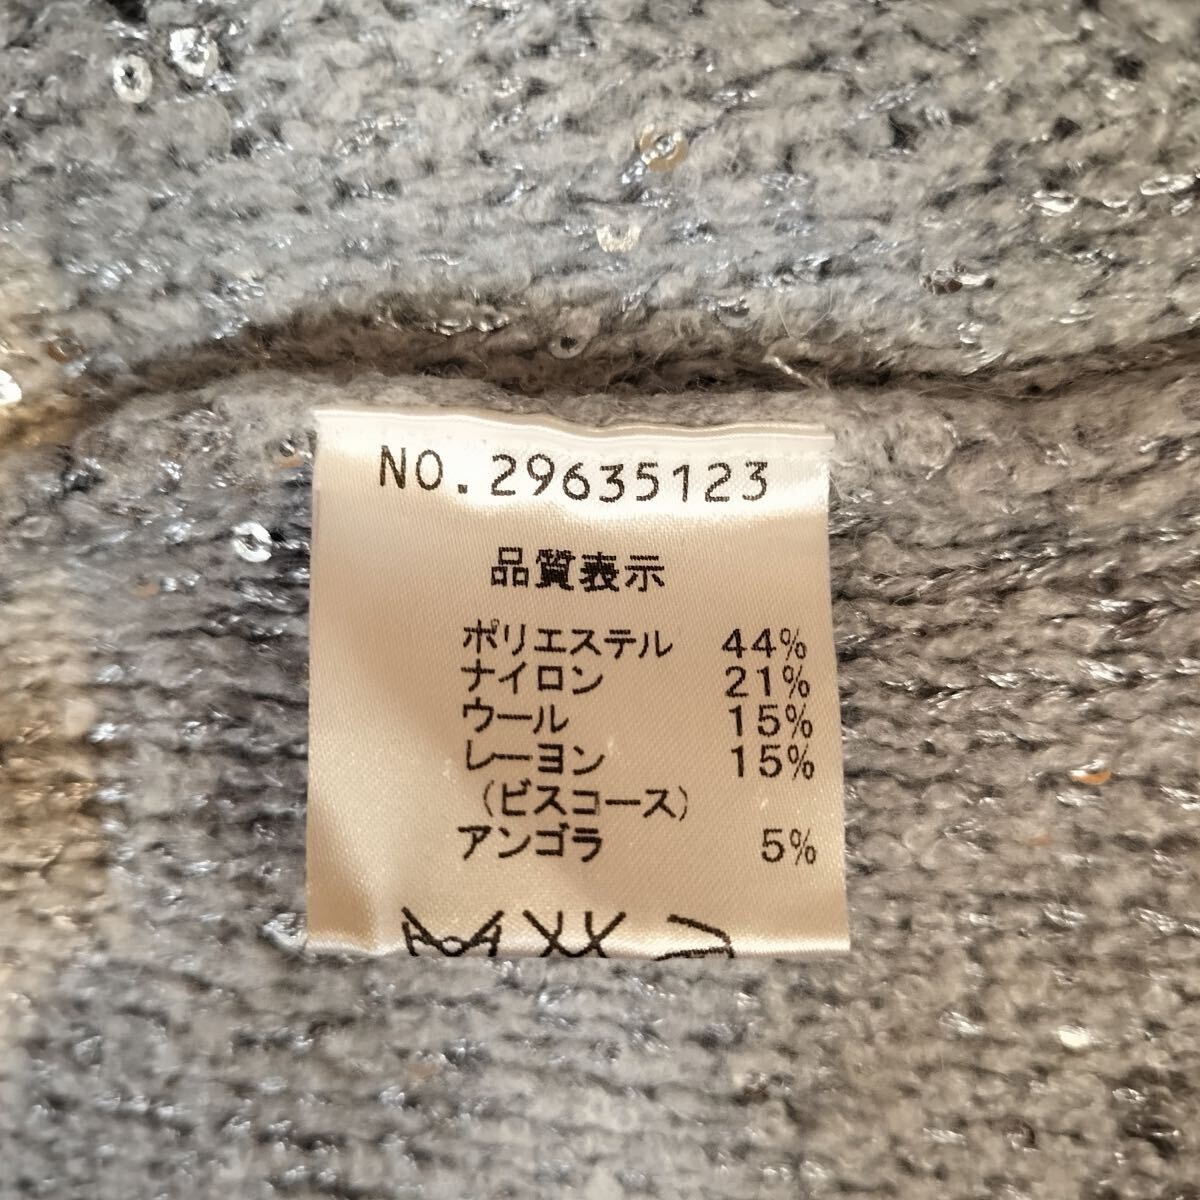 NO.29635123
品質表示
ポリエステル 44%
ナイロン 21%
ウール 15%
レーヨン 15%
(ビスコース)
アンゴラ 5%